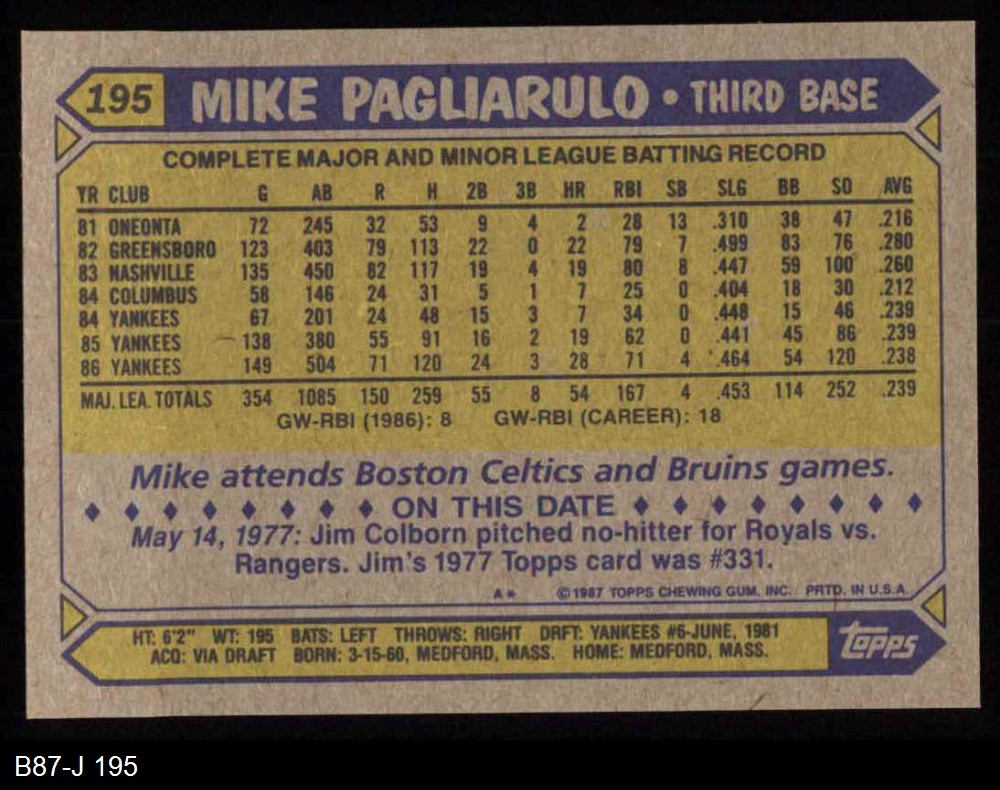 195 MIKE PAGLIARULO • THIRD BASE
COMPLETE MAJOR AND MINOR LEAGUE BATTING RECORD
YR CLUB G AB R H 2B 3B HR RBI SB SLG BB SO AVG
81 ONEONTA 72 245 32 53 9 4 2 28 13 .310 38 47 .216
82 GREENSBORO 123 403 79 113 22 0 22 79 7 .499 83 76 .280
83 NASHVILLE 135 450 82 117 19 4 19 80 8 .447 59 100 .260
84 COLUMBUS 58 146 24 31 5 1 7 25 0 .404 18 30 .212
84 YANKEES 67 201 24 48 15 3 7 34 0 .448 15 46 .239
85 YANKEES 138 380 55 91 16 2 19 62 0 .441 45 86 .239
86 YANKEES 149 504 71 120 24 3 28 71 4 .464 54 120 .238
MAJ. LEA. TOTALS 354 1085 150 259 55 8 54 167 4 .453 114 252 .239
GW-RBI (1986): 8 GW-RBI (CAREER): 18
Mike attends Boston Celtics and Bruins games.
♦ ♦ ♦ ♦ ♦ ♦ ♦ ♦ ON THIS DATE ♦ ♦ ♦ ♦ ♦ ♦ ♦ ♦
May 14, 1977: Jim Colborn pitched no-hitter for Royals vs.
Rangers. Jim's 1977 Topps card was #331.
A* ©1987 TOPPS CHEWING GUM, INC. PRTD. IN U.S.A.
HT: 6'2" WT: 195 BATS: LEFT THROWS: RIGHT DRFT: YANKEES #6-JUNE, 1981
ACQ: VIA DRAFT BORN: 3-15-60, MEDFORD, MASS. HOME: MEDFORD, MASS.
topps
B87-J 195